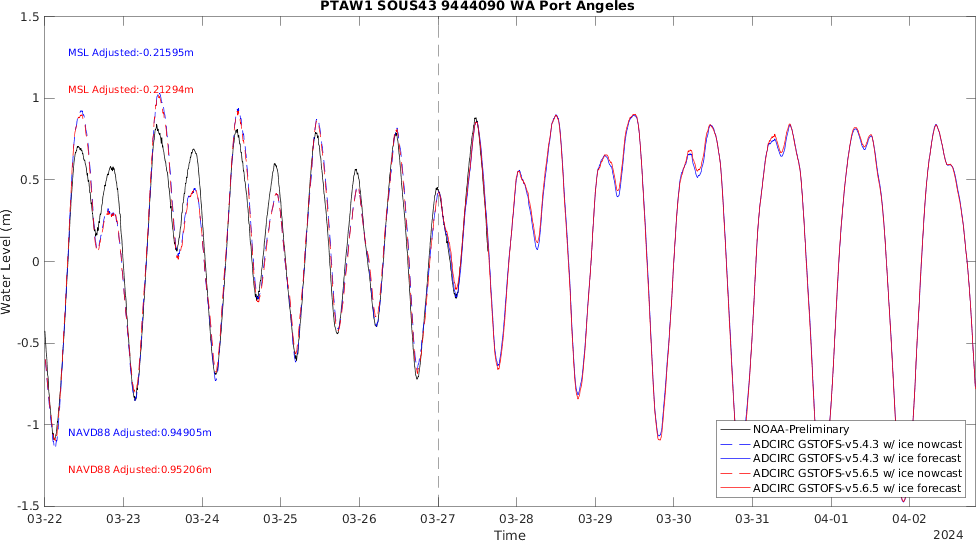 PTAW1 SOUS43 9444090 WA Port Angeles
1.5
MSL Adjusted:-0.21595m
MSL Adjusted:-0.21294m
1
0.5
Water Level (m)
0
-0.5
-1
NAVD88 Adjusted:0.94905m
NAVD88 Adjusted:0.95206m
-1.5
NOAA-Preliminary
ADCIRC GSTOFS-v5.4.3 w/ ice nowcast
ADCIRC GSTOFS-v5.4.3 w/ ice forecast
ADCIRC GSTOFS-v5.6.5 w/ ice nowcast
ADCIRC GSTOFS-v5.6.5 w/ ice forecast
03-22 03-23 03-24 03-25 03-26 03-27 03-28 03-29 03-30 03-31 04-01 04-02
Time
2024